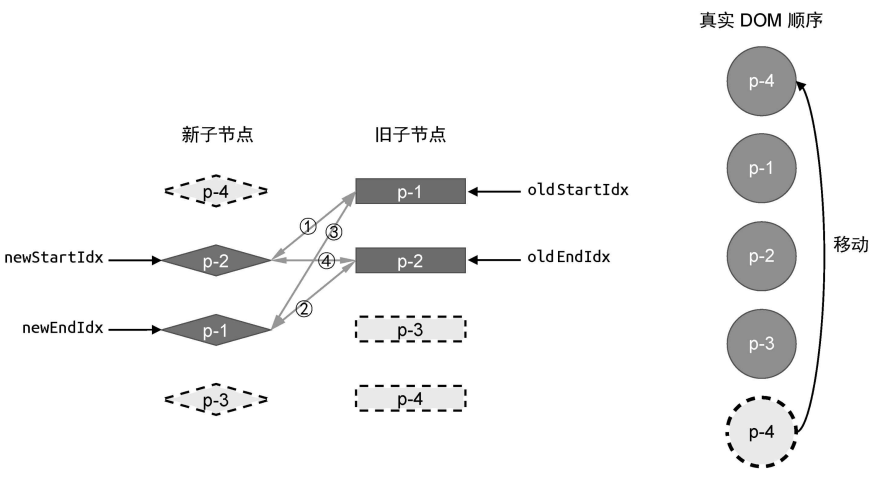 真实 DOM 顺序
p-4
p-1
p-2
p-3
p-4
移动
新子节点
旧子节点
p-4
p-1
oldStartIdx
①
③
newStartIdx
p-2
④
p-2
oldEndIdx
②
newEndIdx
p-1
p-3
p-3
p-4